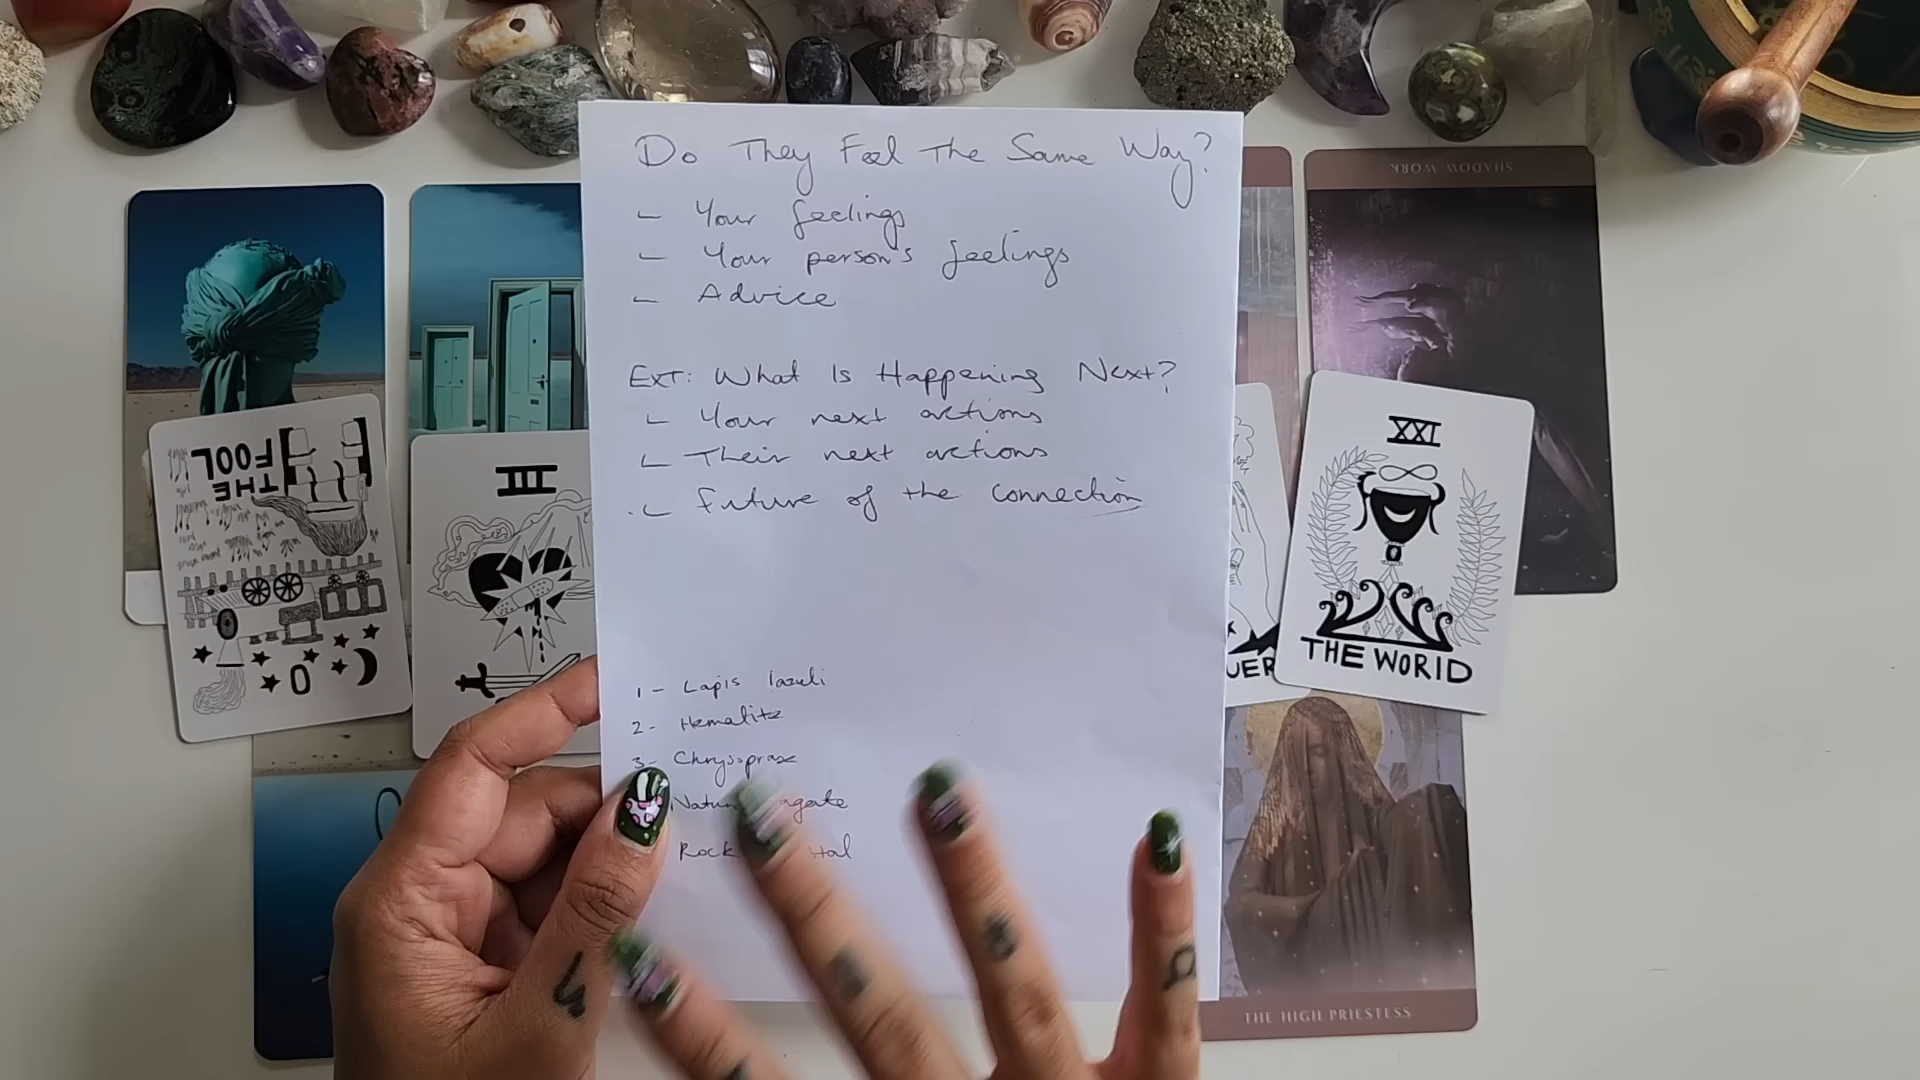 Do They Feel The Same Way?
Your feelings
Your person's feelings
Advice
Ext: What Is Happening Next?
Your next actions
Their next actions
Future of the connection
1 - Lapis lazuli
2 - Hematite
3 - Chrysoprase
agate
Rock
SHADOW WORK
THE FOOL
0
III
XXI
THE WORLD
THE HIGH PRIESTESS